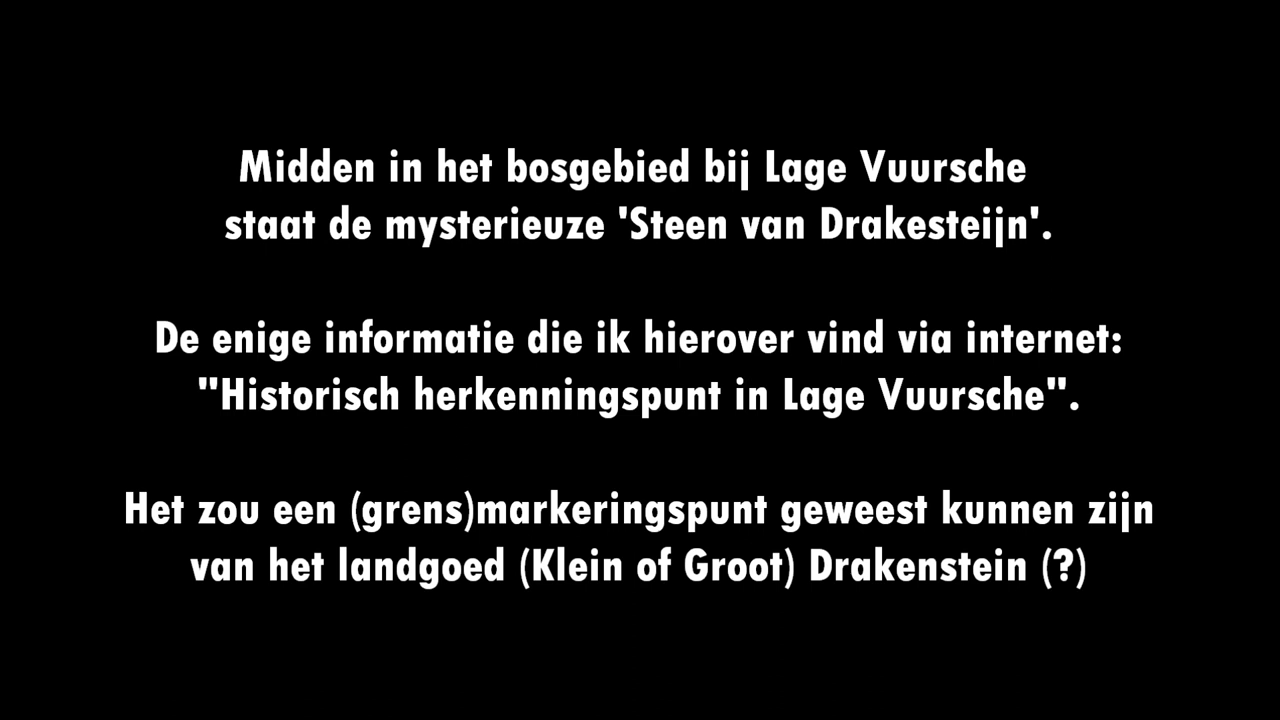 Midden in het bosgebied bij Lage Vuursche
staat de mysterieuze 'Steen van Drakesteijn'.
De enige informatie die ik hierover vind via internet:
"Historisch herkenningspunt in Lage Vuursche".
Het zou een (grens)markeringspunt geweest kunnen zijn
van het landgoed (Klein of Groot) Drakenstein (?)